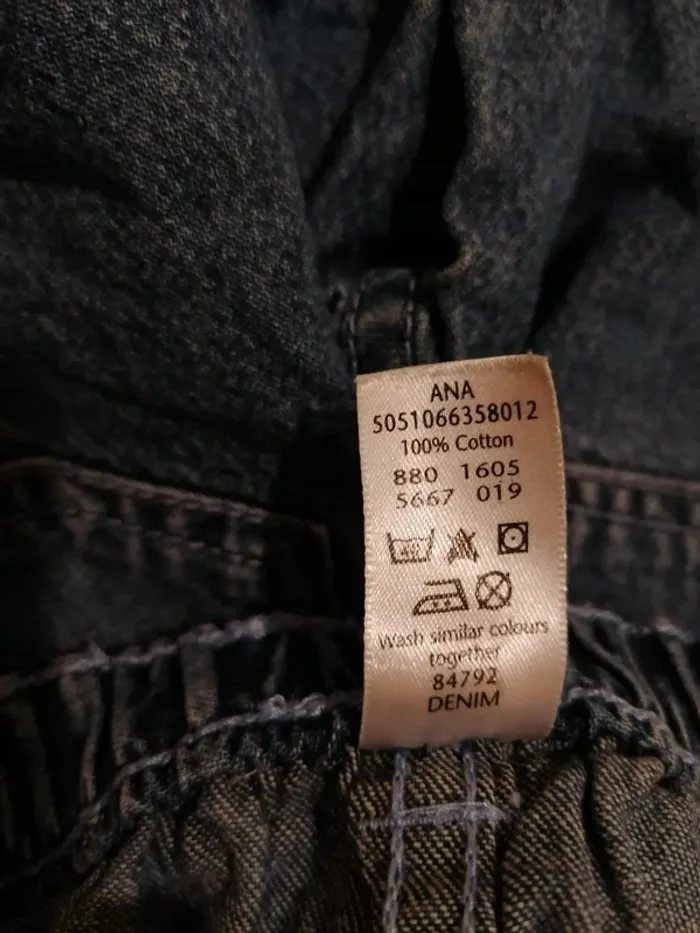 ANA
5051066358012
100% Cotton
880 1605
5667 019
Wash similar colours
together
84792
DENIM